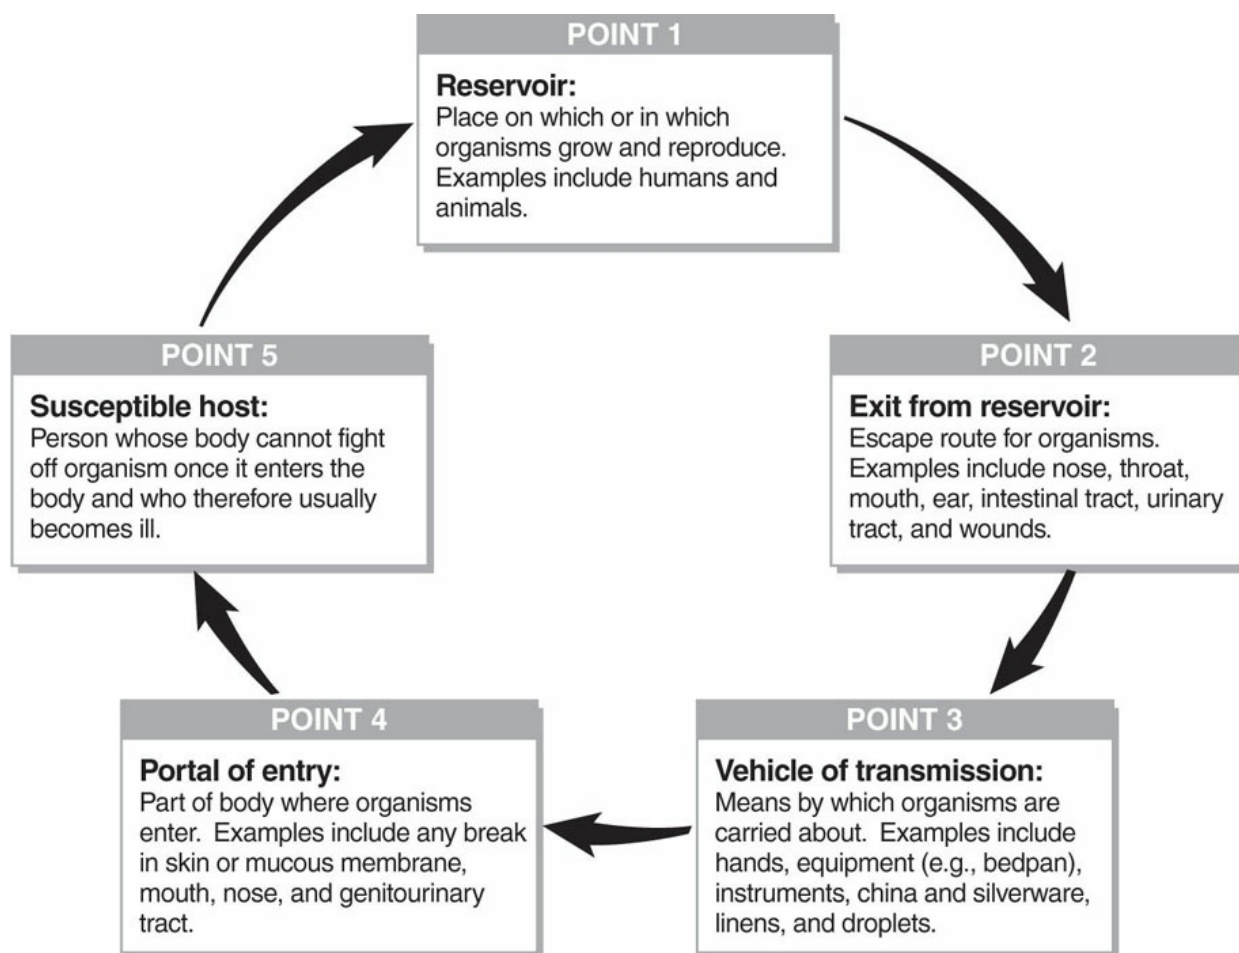 POINT 1
Reservoir:
Place on which or in which
organisms grow and reproduce.
Examples include humans and
animals.
POINT 2
Exit from reservoir:
Escape route for organisms.
Examples include nose, throat,
mouth, ear, intestinal tract, urinary
tract, and wounds.
POINT 3
Vehicle of transmission:
Means by which organisms are
carried about.  Examples include
hands, equipment (e.g., bedpan),
instruments, china and silverware,
linens, and droplets.
POINT 4
Portal of entry:
Part of body where organisms
enter.  Examples include any break
in skin or mucous membrane,
mouth, nose, and genitourinary
tract.
POINT 5
Susceptible host:
Person whose body cannot fight
off organism once it enters the
body and who therefore usually
becomes ill.